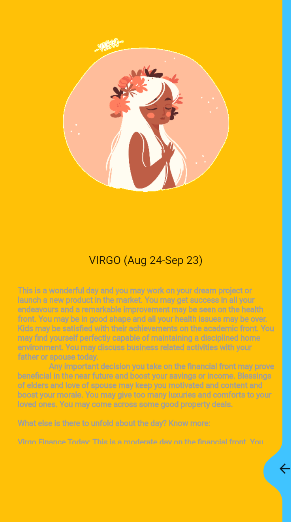 VIRGO (Aug 24-Sep 23)
This is a wonderful day and you may work on your dream project or
launch a new product in the market. You may get success in all your
endeavours and a remarkable improvement may be seen on the health
front. You may be in good shape and all your health issues may be over.
Kids may be satisfied with their achievements on the academic front. You
may find yourself perfectly capable of maintaining a disciplined home
environment. You may discuss business related activities with your
father or spouse today.
Any important decision you take on the financial front may prove
beneficial in the near future and boost your savings or income. Blessings
of elders and love of spouse may keep you motivated and content and
boost your morale. You may give too many luxuries and comforts to your
loved ones. You may come across some good property deals.
What else is there to unfold about the day? Know more:
Virgo Finance Today: This is a moderate day on the financial front. You